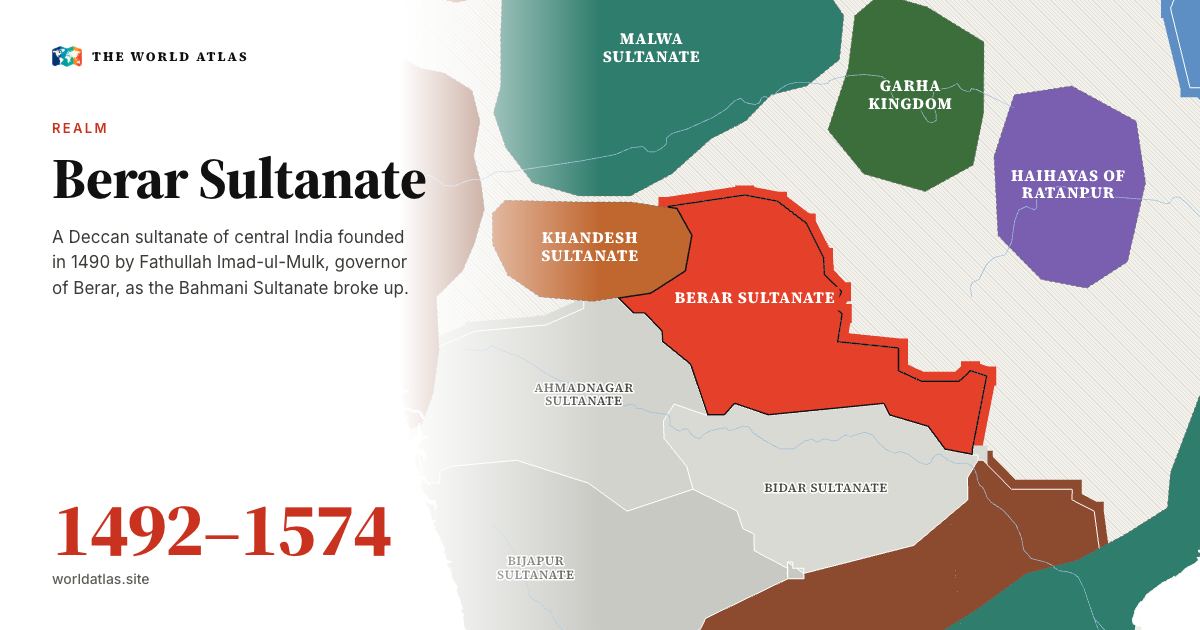 THE WORLD ATLAS
REALM
Berar Sultanate
A Deccan sultanate of central India founded
in 1490 by Fathullah Imad-ul-Mulk, governor
of Berar, as the Bahmani Sultanate broke up.
1492–1574
worldatlas.site
MALWA
SULTANATE
GARHA
KINGDOM
HAIHAYAS OF
RATANPUR
KHANDESH
SULTANATE
BERAR SULTANATE
AHMADNAGAR
SULTANATE
BIDAR SULTANATE
BIJAPUR
SULTANATE